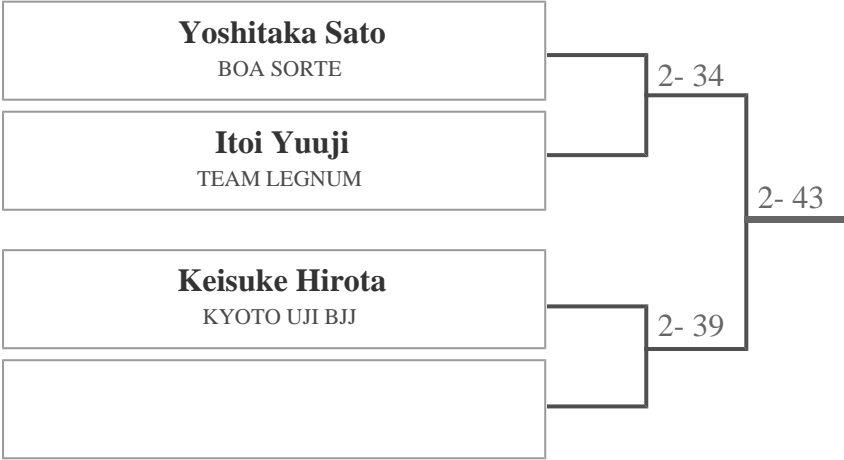 Yoshitaka Sato
BOA SORTE
2- 34
Itoi Yuuji
TEAM LEGNUM
2- 43
Keisuke Hirota
KYOTO UJI BJJ
2- 39